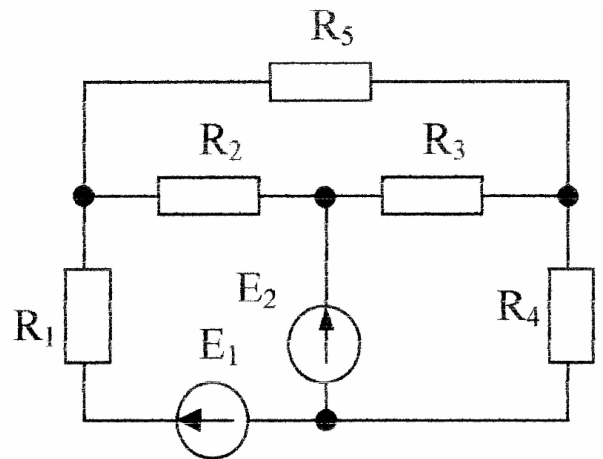 R₅
R₂ R₃
E₂
R₁ E₁ R₄